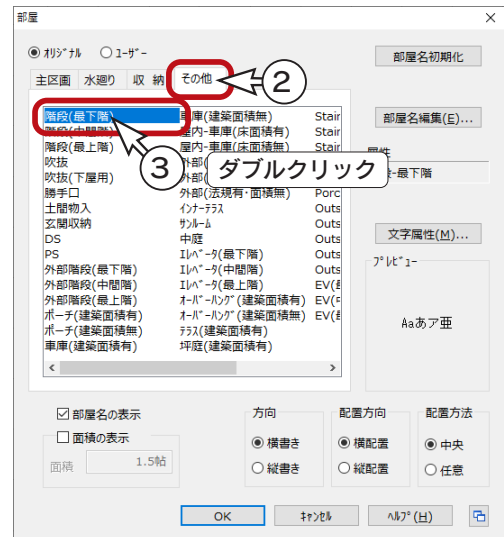 部屋
オリジナル ユーザー
部屋名初期化
主区画 水廻り 収 納 その他
②
階段(最下階) 車庫(建築面積無) Stair
階段(中間階) 屋内-車庫(床面積有) Stair
階段(最上階) 屋内-車庫(床面積無) Stair
吹抜 外部(
吹抜(下屋用) 外部(
勝手口 外部(法規有・面積無) Porc
土間物入 インナーテラス Outs
玄関収納 サンルーム Outs
DS 中庭 Outs
PS エレベータ(最下階) Outs
外部階段(最下階) エレベータ(中間階) Outs
外部階段(中間階) エレベータ(最上階) EV(
外部階段(最上階) オーバーハング(建築面積有) EV(
ポーチ(建築面積有) オーバーハング(建築面積無) EV(
ポーチ(建築面積無) テラス(建築面積有)
車庫(建築面積有) 坪庭(建築面積有)
③ ダブルクリック
部屋名編集(E)...
-最下階
文字属性(M)...
プレビュー
Aaあア亜
部屋名の表示
面積の表示
面積 1.5帖
方向
横書き
縦書き
配置方向
横配置
縦配置
配置方法
中央
任意
OK キャンセル ヘルプ(H)